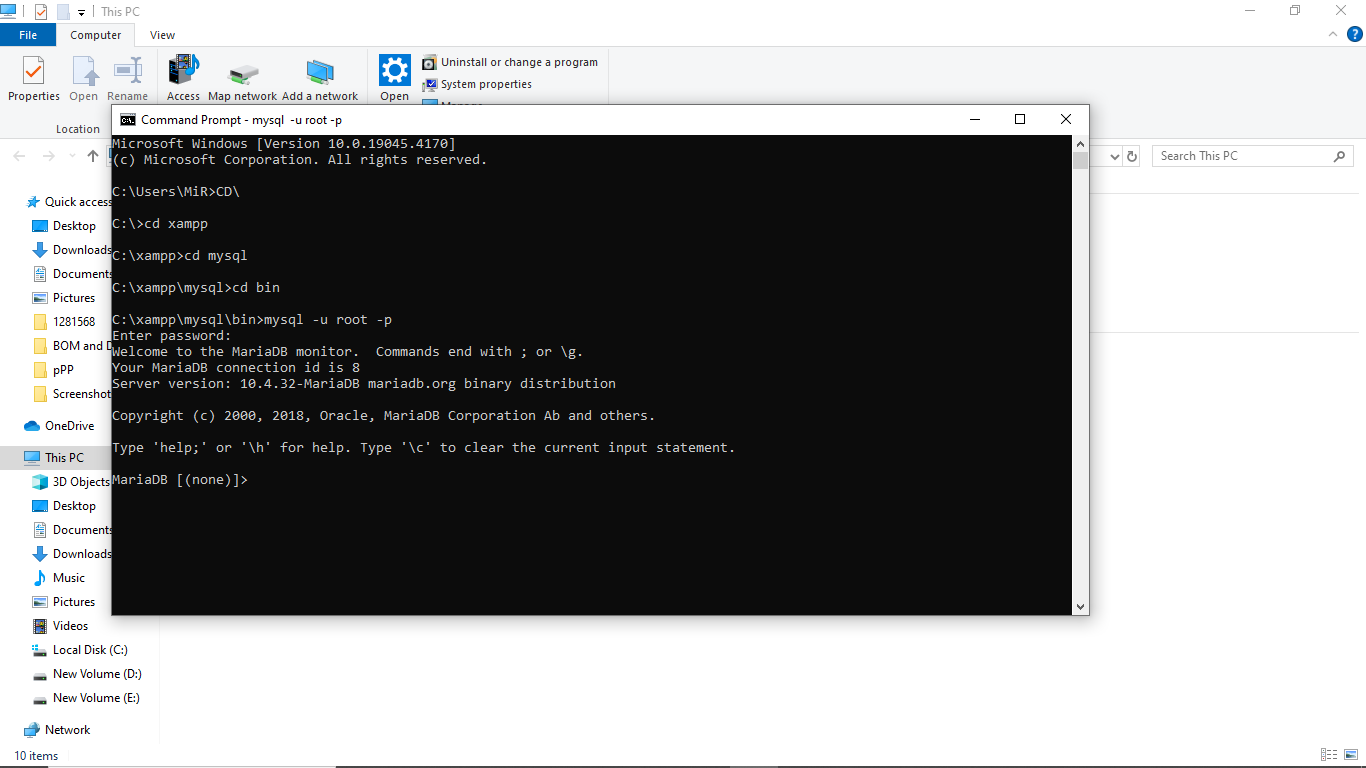 This PC
File Computer View
Properties Open Rename Access Map network Add a network Open
Uninstall or change a program
System properties
Location
Command Prompt - mysql -u root -p
Search This PC
Microsoft Windows [Version 10.0.19045.4170]
(c) Microsoft Corporation. All rights reserved.
C:\Users\MiR>CD\
C:\>cd xampp
C:\xampp>cd mysql
C:\xampp\mysql>cd bin
C:\xampp\mysql\bin>mysql -u root -p
Enter password:
Welcome to the MariaDB monitor.  Commands end with ; or \g.
Your MariaDB connection id is 8
Server version: 10.4.32-MariaDB mariadb.org binary distribution
Copyright (c) 2000, 2018, Oracle, MariaDB Corporation Ab and others.
Type 'help;' or '\h' for help. Type '\c' to clear the current input statement.
MariaDB [(none)]>
Quick access
Desktop
Downloads
Documents
Pictures
1281568
BOM and D
pPP
Screenshot
OneDrive
This PC
3D Objects
Desktop
Documents
Downloads
Music
Pictures
Videos
Local Disk (C:)
New Volume (D:)
New Volume (E:)
Network
10 items